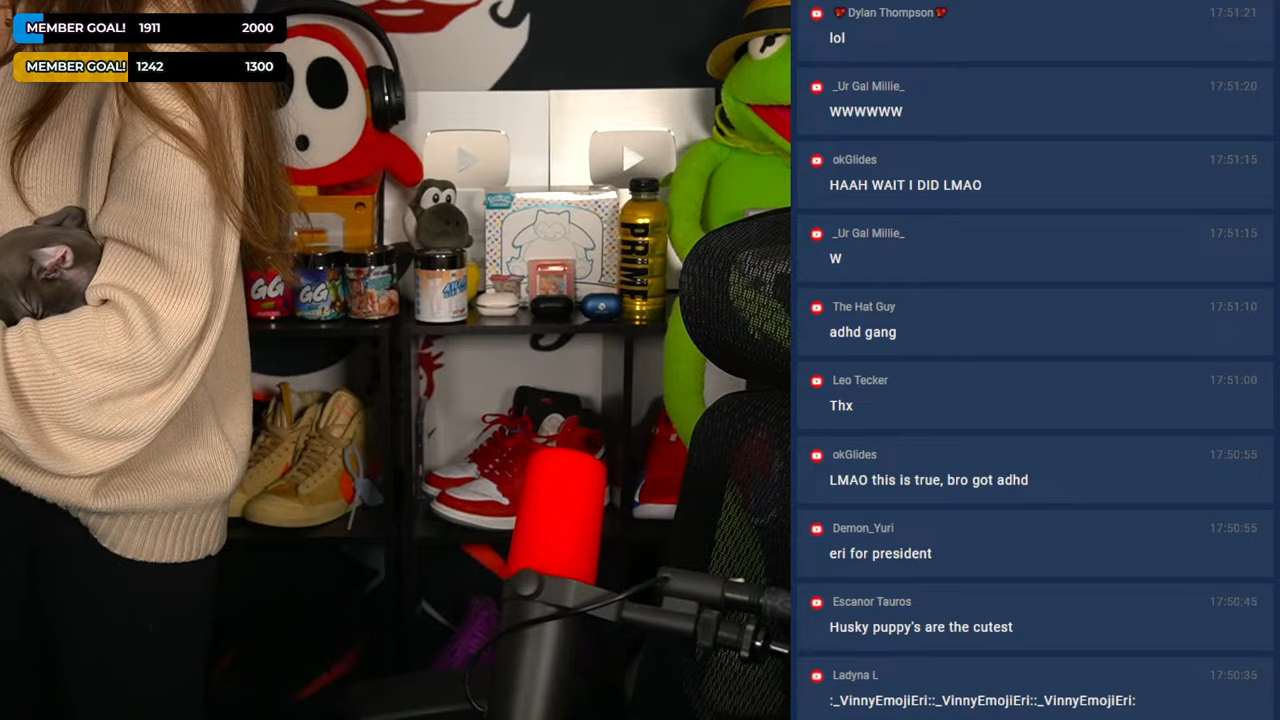 MEMBER GOAL! 1911 2000
MEMBER GOAL! 1242 1300
GG
GG
PRIME
Dylan Thompson 17:51:21
lol
_Ur Gal Millie_ 17:51:20
WWWWWW
okGlides 17:51:15
HAAH WAIT I DID LMAO
_Ur Gal Millie_ 17:51:15
W
The Hat Guy 17:51:10
adhd gang
Leo Tecker 17:51:00
Thx
okGlides 17:50:55
LMAO this is true, bro got adhd
Demon_Yuri 17:50:55
eri for president
Escanor Tauros 17:50:45
Husky puppy's are the cutest
Ladyna L 17:50:35
:_VinnyEmojiEri::_VinnyEmojiEri::_VinnyEmojiEri: